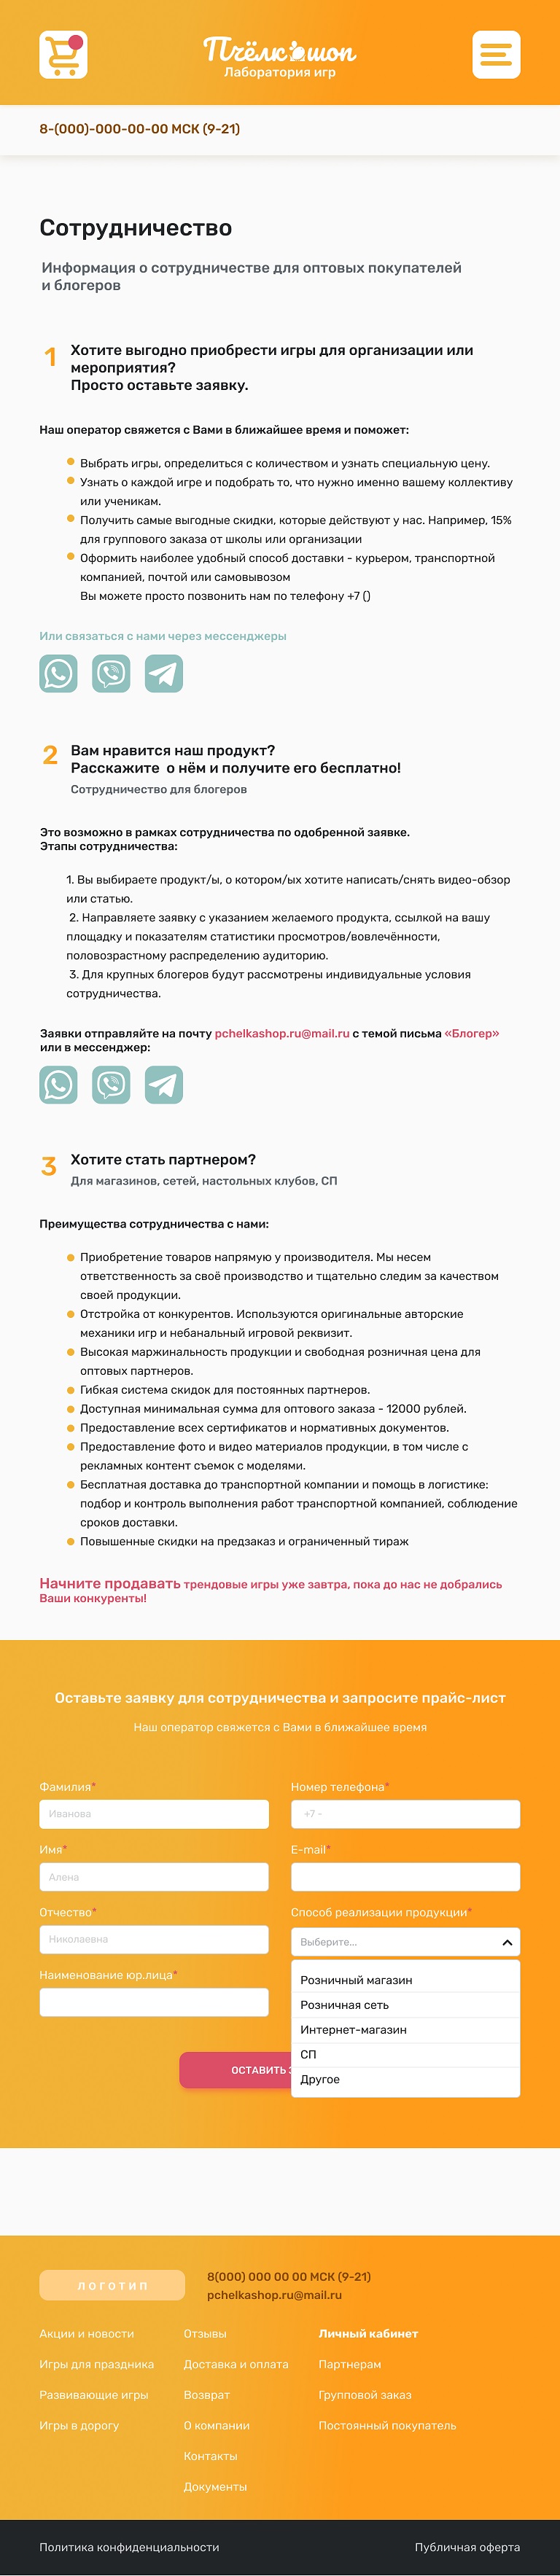 Пчёлкошоп
Лаборатория игр
8-(000)-000-00-00 МСК (9-21)
Сотрудничество
Информация о сотрудничестве для оптовых покупателей
и блогеров
1
Хотите выгодно приобрести игры для организации или
мероприятия?
Просто оставьте заявку.
Наш оператор свяжется с Вами в ближайшее время и поможет:
Выбрать игры, определиться с количеством и узнать специальную цену.
Узнать о каждой игре и подобрать то, что нужно именно вашему коллективу
или ученикам.
Получить самые выгодные скидки, которые действуют у нас. Например, 15%
для группового заказа от школы или организации
Оформить наиболее удобный способ доставки - курьером, транспортной
компанией, почтой или самовывозом
Вы можете просто позвонить нам по телефону +7 ()
Или связаться с нами через мессенджеры
2
Вам нравится наш продукт?
Расскажите о нём и получите его бесплатно!
Сотрудничество для блогеров
Это возможно в рамках сотрудничества по одобренной заявке.
Этапы сотрудничества:
1. Вы выбираете продукт/ы, о котором/ых хотите написать/снять видео-обзор
или статью.
2. Направляете заявку с указанием желаемого продукта, ссылкой на вашу
площадку и показателям статистики просмотров/вовлечённости,
половозрастному распределению аудиторию.
3. Для крупных блогеров будут рассмотрены индивидуальные условия
сотрудничества.
Заявки отправляйте на почту pchelkashop.ru@mail.ru с темой письма «Блогер»
или в мессенджер:
3
Хотите стать партнером?
Для магазинов, сетей, настольных клубов, СП
Преимущества сотрудничества с нами:
Приобретение товаров напрямую у производителя. Мы несем
ответственность за своё производство и тщательно следим за качеством
своей продукции.
Отстройка от конкурентов. Используются оригинальные авторские
механики игр и небанальный игровой реквизит.
Высокая маржинальность продукции и свободная розничная цена для
оптовых партнеров.
Гибкая система скидок для постоянных партнеров.
Доступная минимальная сумма для оптового заказа - 12000 рублей.
Предоставление всех сертификатов и нормативных документов.
Предоставление фото и видео материалов продукции, в том числе с
рекламных контент съемок с моделями.
Бесплатная доставка до транспортной компании и помощь в логистике:
подбор и контроль выполнения работ транспортной компанией, соблюдение
сроков доставки.
Повышенные скидки на предзаказ и ограниченный тираж
Начните продавать трендовые игры уже завтра, пока до нас не добрались
Ваши конкуренты!
Оставьте заявку для сотрудничества и запросите прайс-лист
Наш оператор свяжется с Вами в ближайшее время
Фамилия*
Иванова
Имя*
Алена
Отчество*
Николаевна
Наименование юр.лица*
Номер телефона*
+7 -
E-mail*
Способ реализации продукции*
Выберите...
Розничный магазин
Розничная сеть
Интернет-магазин
СП
Другое
ОСТАВИТЬ
ЛОГОТИП
8(000) 000 00 00 МСК (9-21)
pchelkashop.ru@mail.ru
Акции и новости
Игры для праздника
Развивающие игры
Игры в дорогу
Отзывы
Доставка и оплата
Возврат
О компании
Контакты
Документы
Личный кабинет
Партнерам
Групповой заказ
Постоянный покупатель
Политика конфиденциальности
Публичная оферта